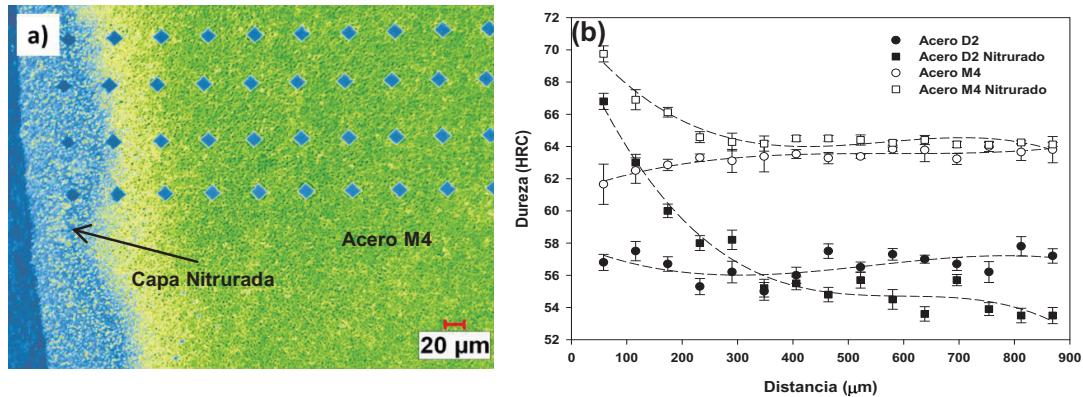 a)
Acero M4
Capa Nitrurada
20 µm
(b)
Acero D2
Acero D2 Nitrurado
Acero M4
Acero M4 Nitrurado
Dureza (HRC)
72
70
68
66
64
62
60
58
56
54
52
0 100 200 300 400 500 600 700 800 900
Distancia (µm)